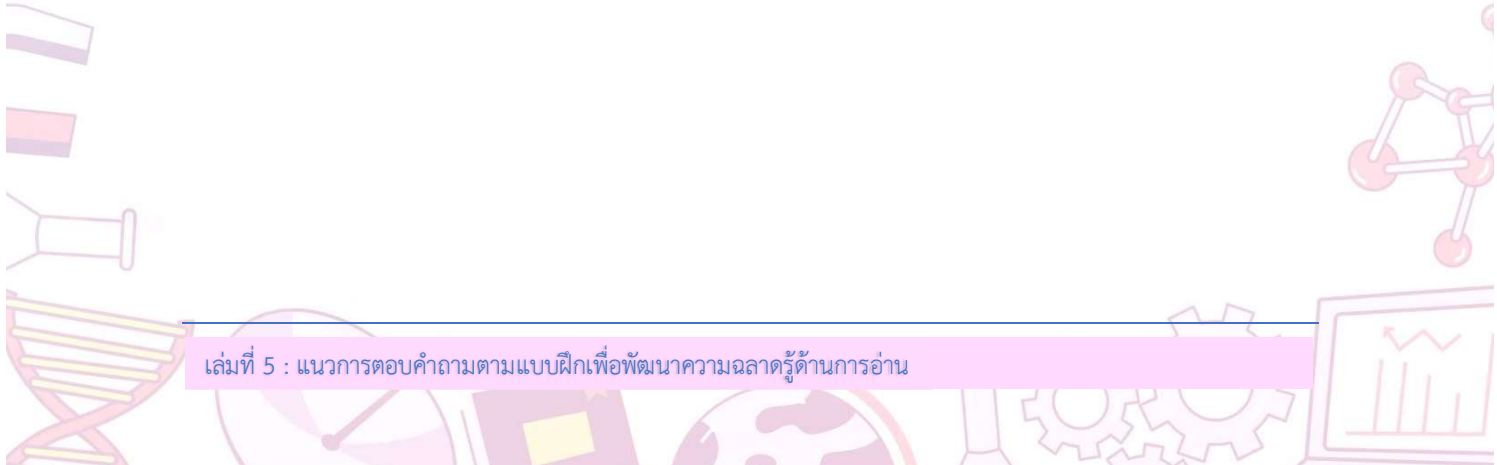 เล่มที่ 5 : แนวการตอบคำถามตามแบบฝึกเพื่อพัฒนาความฉลาดรู้ด้านการอ่าน